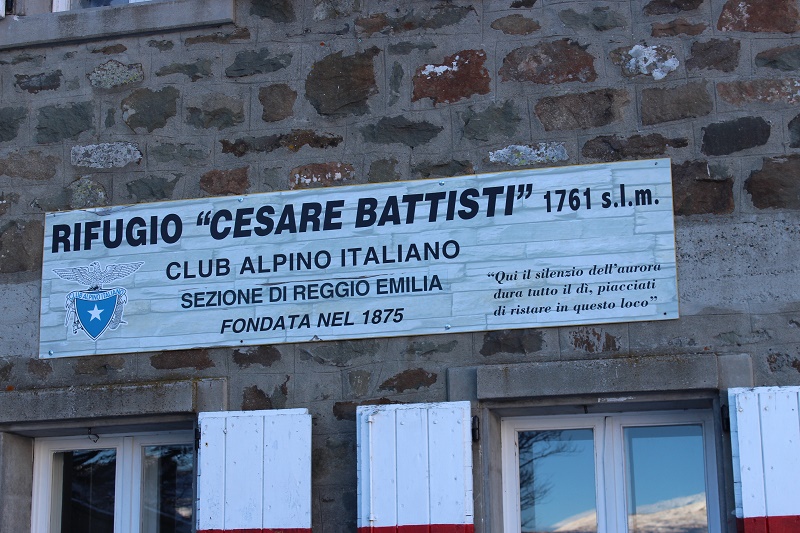 RIFUGIO "CESARE BATTISTI" 1761 s.l.m.
CLUB ALPINO ITALIANO
SEZIONE DI REGGIO EMILIA
FONDATA NEL 1875
"Qui il silenzio dell'aurora
dura tutto il dì, piacciati
di ristare in questo loco"
CLUB ALPINO ITALIANO